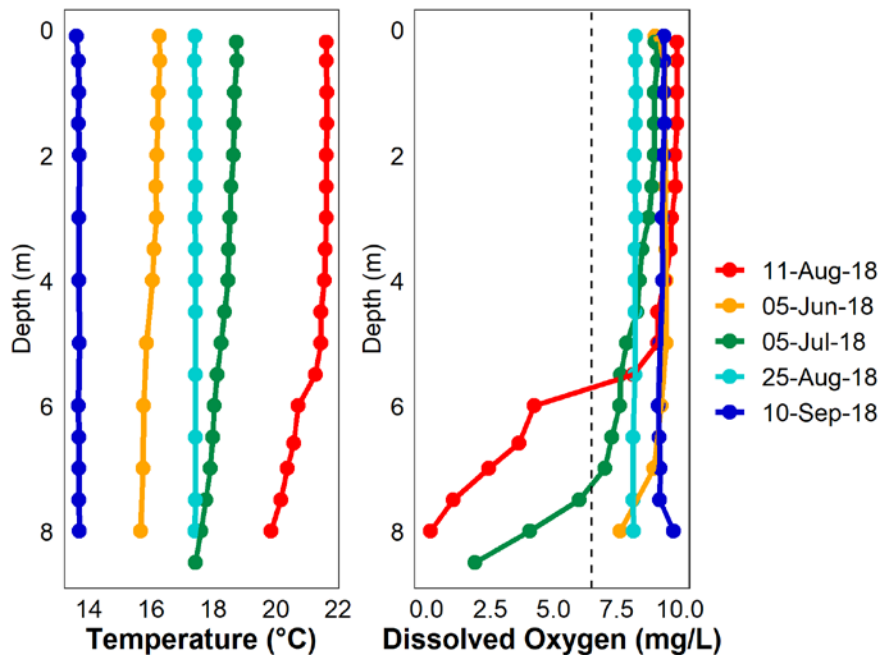 0
2
4
6
8
Depth (m)
14 16 18 20 22
Temperature (°C)
0
2
4
6
8
Depth (m)
0.0 2.5 5.0 7.5 10.0
Dissolved Oxygen (mg/L)
11-Aug-18
05-Jun-18
05-Jul-18
25-Aug-18
10-Sep-18